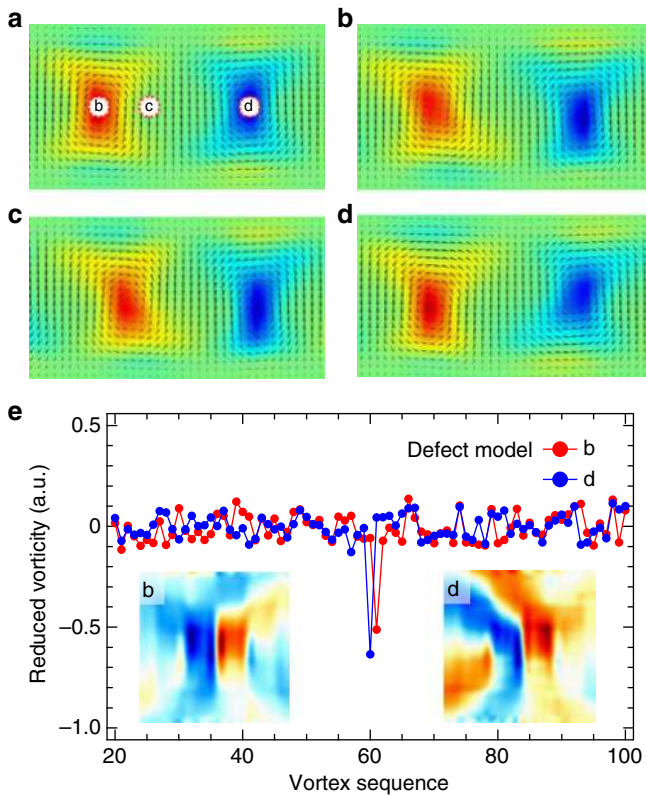 a
b
b
c
d
c
d
e
0.5
0
−0.5
−1.0
Reduced vorticity (a.u.)
Defect model
b
d
b
d
20
40
60
80
100
Vortex sequence